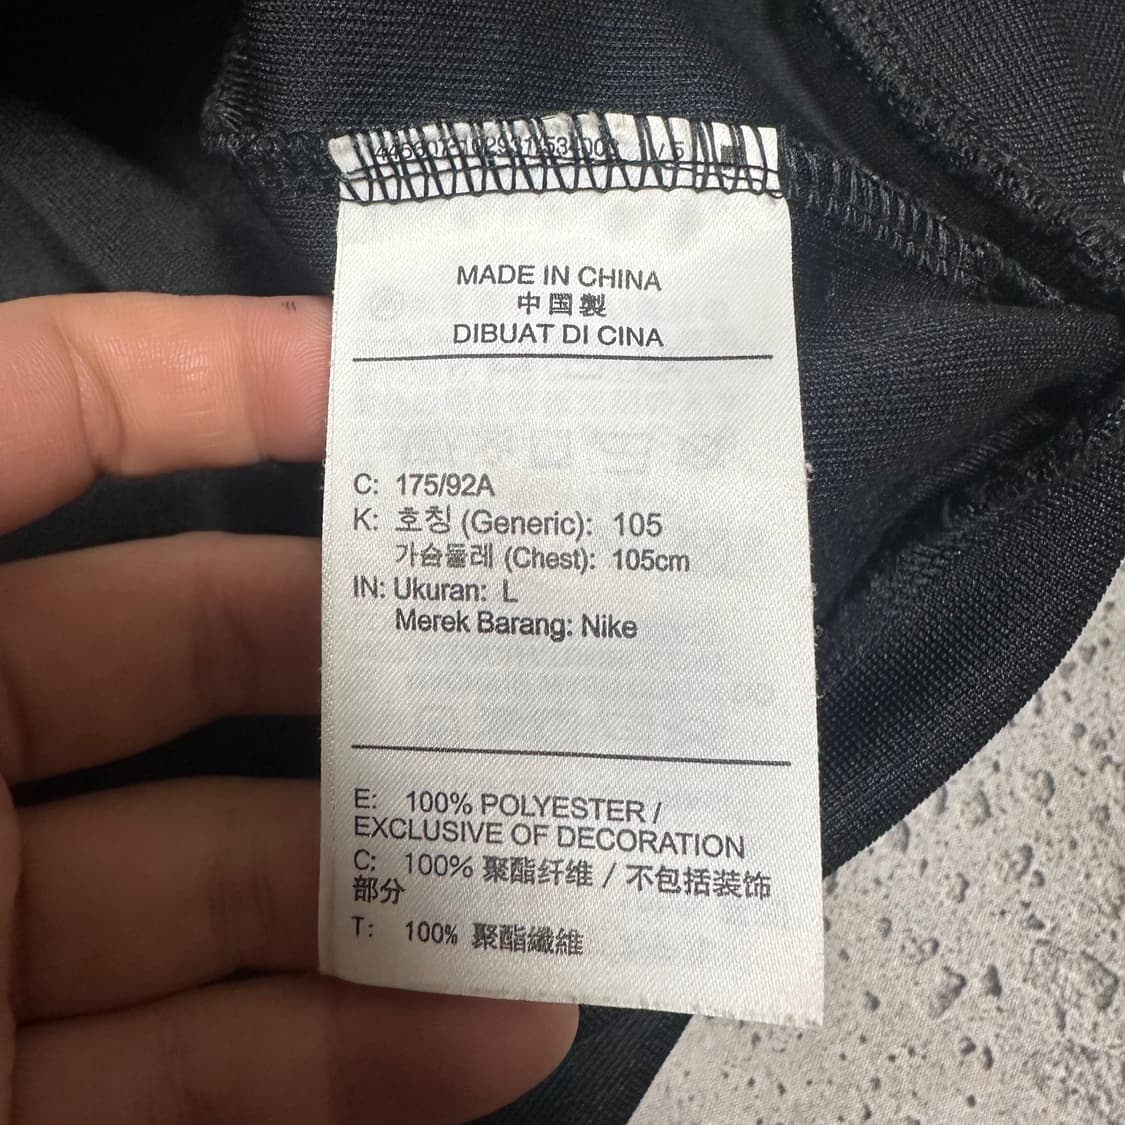 MADE IN CHINA
中国製
DIBUAT DI CINA
C: 175/92A
K: 호칭 (Generic): 105
가슴둘레 (Chest): 105cm
IN: Ukuran: L
Merek Barang: Nike
E: 100% POLYESTER /
EXCLUSIVE OF DECORATION
C: 100% 聚酯纤维 / 不包括装饰
部分
T: 100% 聚酯纖維